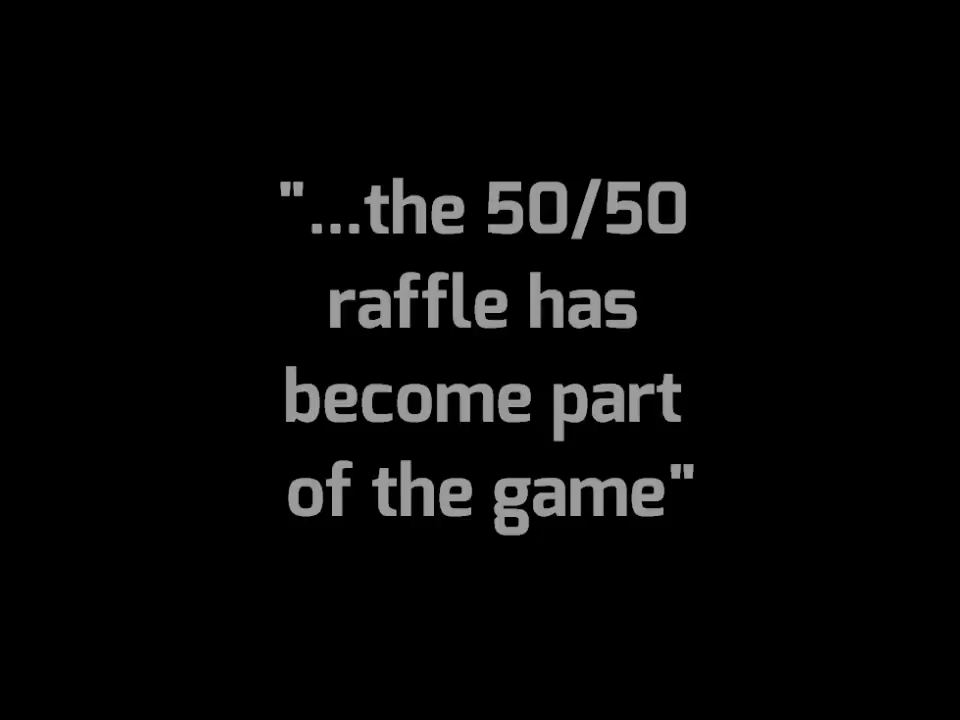 "...the 50/50
raffle has
become part
of the game"